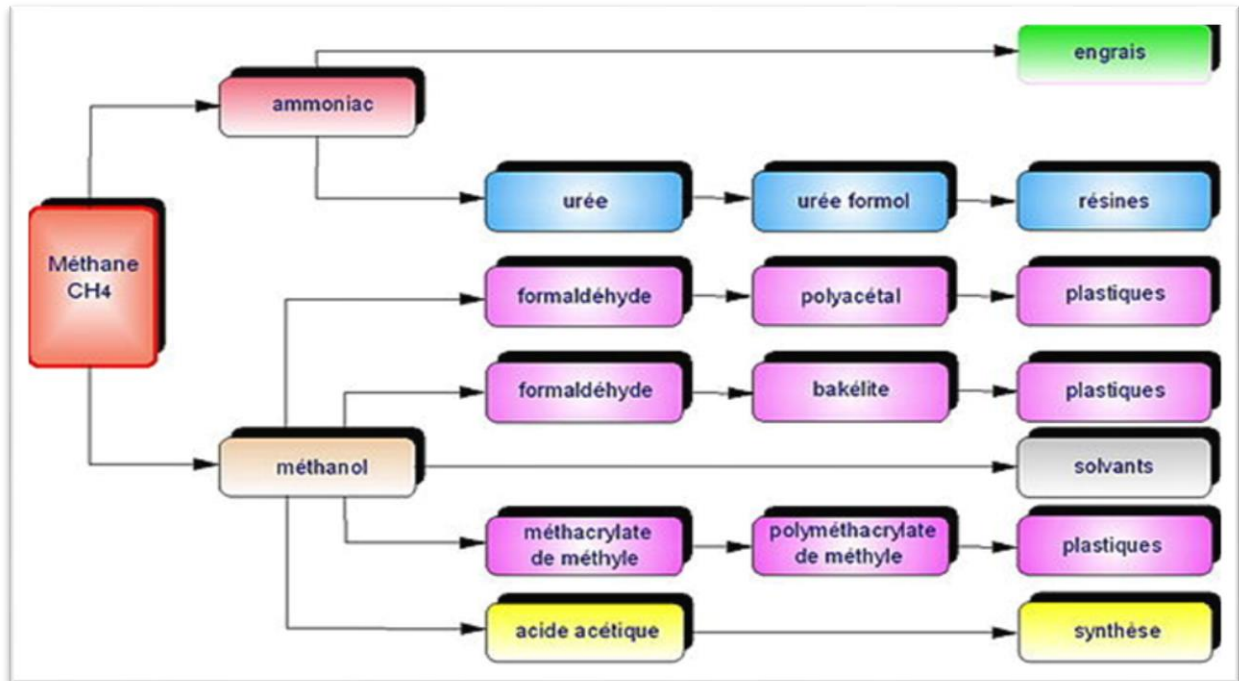 engrais
ammoniac
urée
urée formol
résines
Méthane
CH4
formaldéhyde
polyacétal
plastiques
formaldéhyde
bakélite
plastiques
méthanol
solvants
méthacrylate
de méthyle
polyméthacrylate
de méthyle
plastiques
acide acétique
synthèse